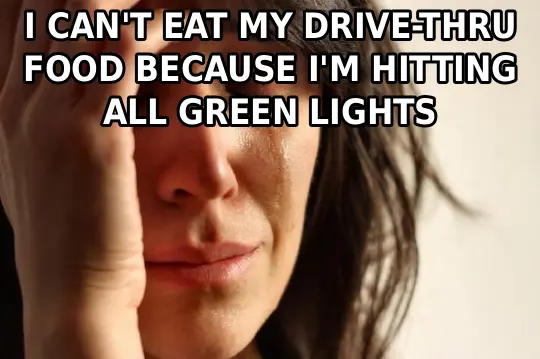 I CAN'T EAT MY DRIVE-THRU
FOOD BECAUSE I'M HITTING
ALL GREEN LIGHTS